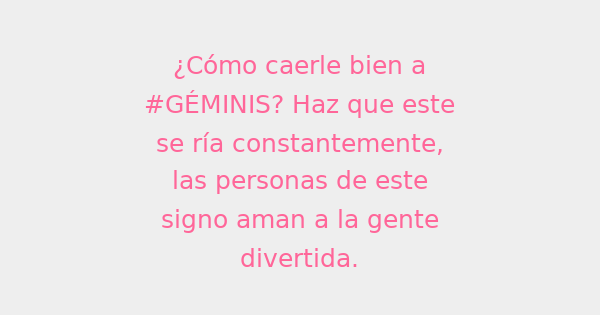 ¿Cómo caerle bien a
#GÉMINIS? Haz que este
se ría constantemente,
las personas de este
signo aman a la gente
divertida.